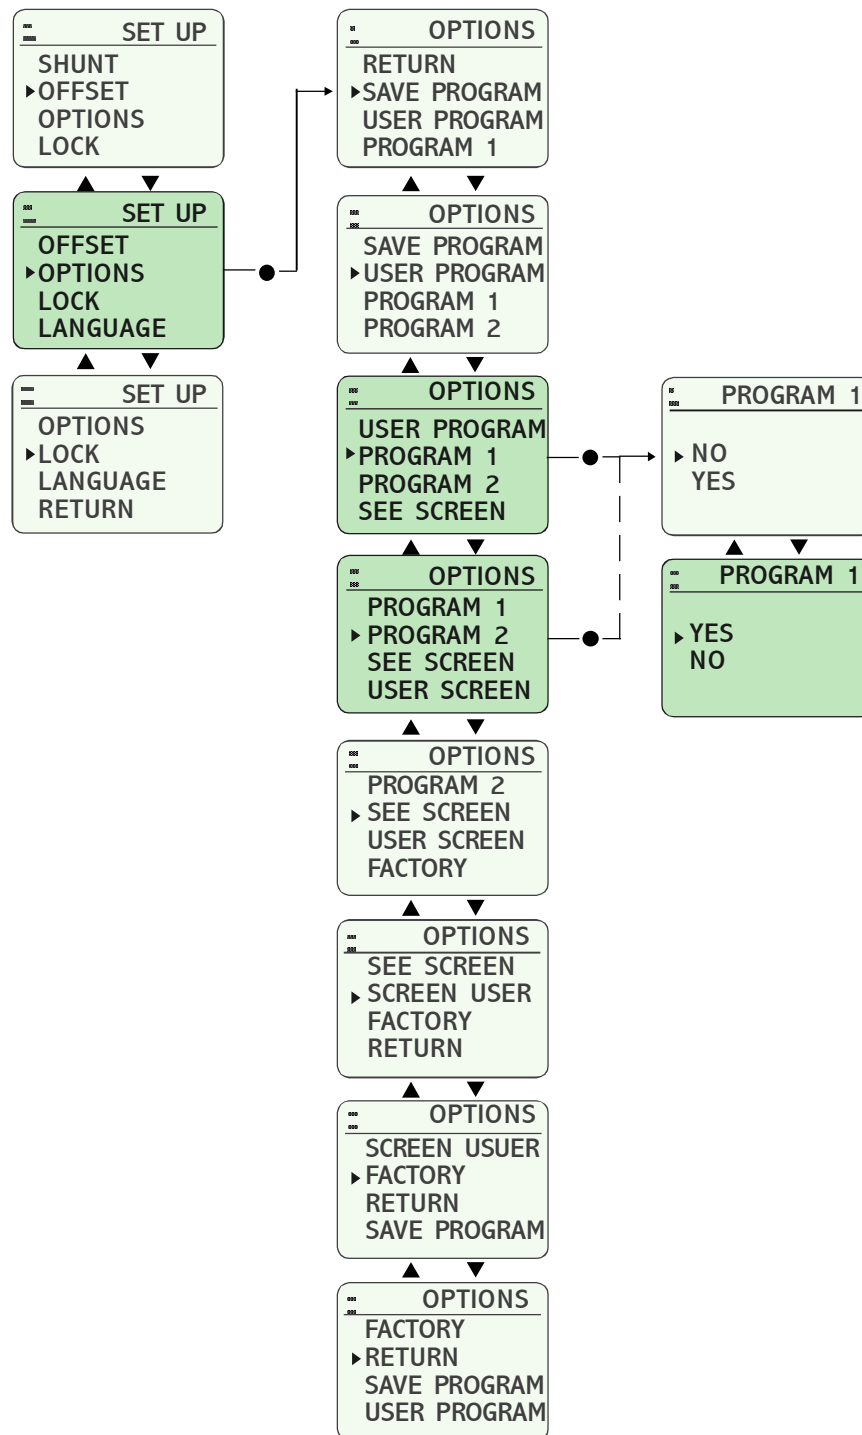 SET UP
SHUNT
OFFSET
OPTIONS
LOCK
SET UP
OFFSET
OPTIONS
LOCK
LANGUAGE
SET UP
OPTIONS
LOCK
LANGUAGE
RETURN
OPTIONS
RETURN
SAVE PROGRAM
USER PROGRAM
PROGRAM 1
OPTIONS
SAVE PROGRAM
USER PROGRAM
PROGRAM 1
PROGRAM 2
OPTIONS
USER PROGRAM
PROGRAM 1
PROGRAM 2
SEE SCREEN
OPTIONS
PROGRAM 1
PROGRAM 2
SEE SCREEN
USER SCREEN
OPTIONS
PROGRAM 2
SEE SCREEN
USER SCREEN
FACTORY
OPTIONS
SEE SCREEN
SCREEN USER
FACTORY
RETURN
OPTIONS
SCREEN USUER
FACTORY
RETURN
SAVE PROGRAM
OPTIONS
FACTORY
RETURN
SAVE PROGRAM
USER PROGRAM
PROGRAM 1
NO
YES
PROGRAM 1
YES
NO